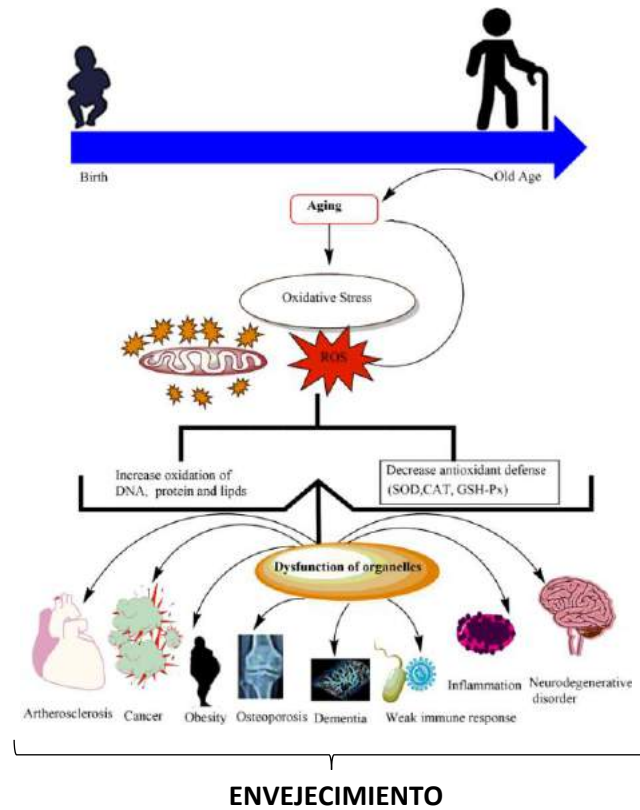 Birth
Old Age
Aging
Oxidative Stress
ROS
Increase oxidation of
DNA, protein and lipds
Decrease antioxidant defense
(SOD,CAT, GSH-Px)
Dysfunction of organelles
Artherosclerosis
Cancer
Obesity
Osteoporosis
Dementia
Weak immune response
Inflammation
Neurodegenerative
disorder
ENVEJECIMIENTO